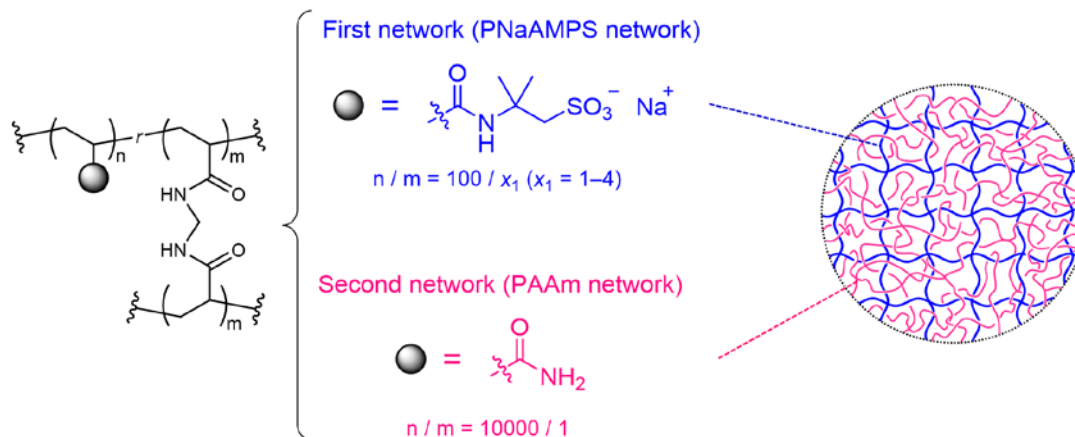 First network (PNaAMPS network)
= O N H SO₃⁻ Na⁺
n / m = 100 / x₁ (x₁ = 1–4)
n r m
HN O
NH O
m
Second network (PAAm network)
= O NH₂
n / m = 10000 / 1